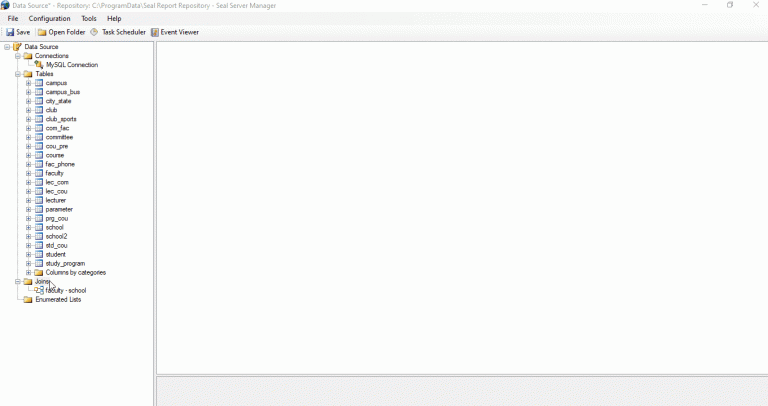 Data Source* - Repository: C:\ProgramData\Seal Report Repository - Seal Server Manager
File Configuration Tools Help
Save Open Folder Task Scheduler Event Viewer
Data Source
Connections
MySQL Connection
Tables
campus
campus_bus
city_state
club
club_sports
com_fac
committee
cou_pre
course
fac_phone
faculty
lec_com
lec_cou
lecturer
parameter
prg_cou
school
school2
std_cou
student
study_program
Columns by categories
Joins
faculty - school
Enumerated Lists